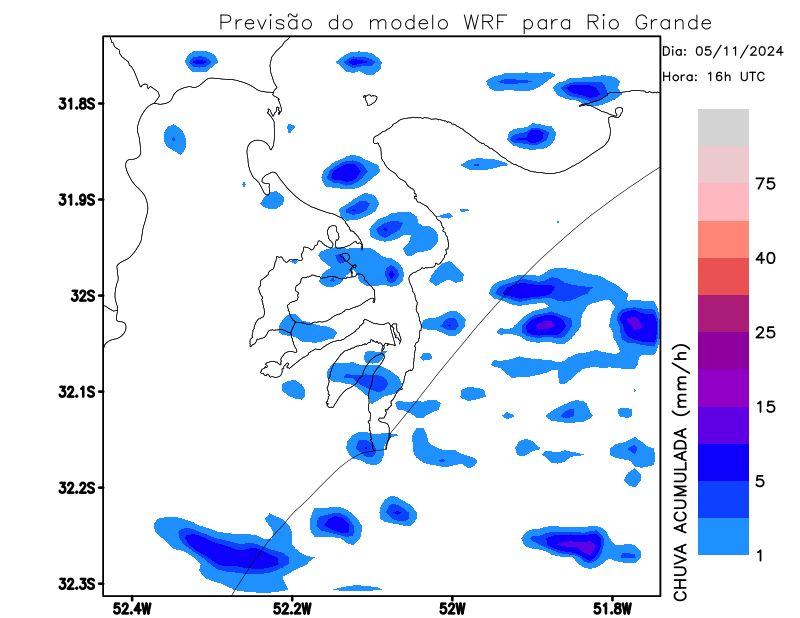 Previsão do modelo WRF para Rio Grande
Dia: 05/11/2024
Hora: 16h UTC
31.8S
31.9S
32S
32.1S
32.2S
32.3S
52.4W
52.2W
52W
51.8W
75
40
25
15
5
1
CHUVA ACUMULADA (mm/h)